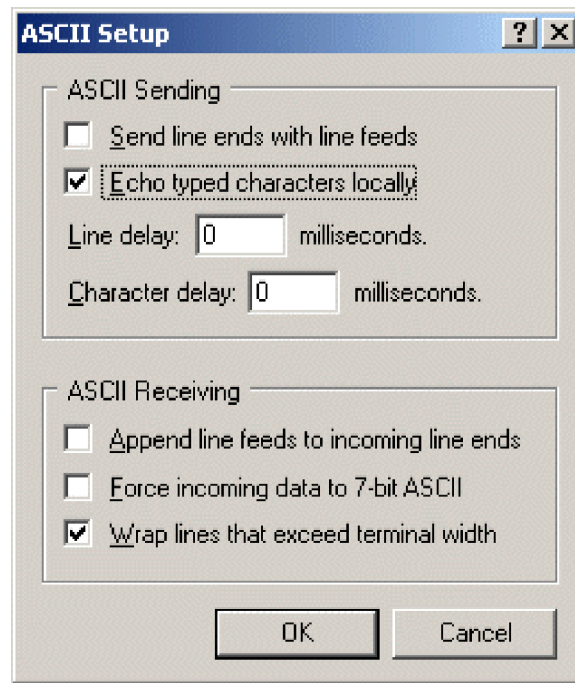 ASCII Setup
ASCII Sending
Send line ends with line feeds
Echo typed characters locally
Line delay: 0 milliseconds.
Character delay: 0 milliseconds.
ASCII Receiving
Append line feeds to incoming line ends
Force incoming data to 7-bit ASCII
Wrap lines that exceed terminal width
OK Cancel